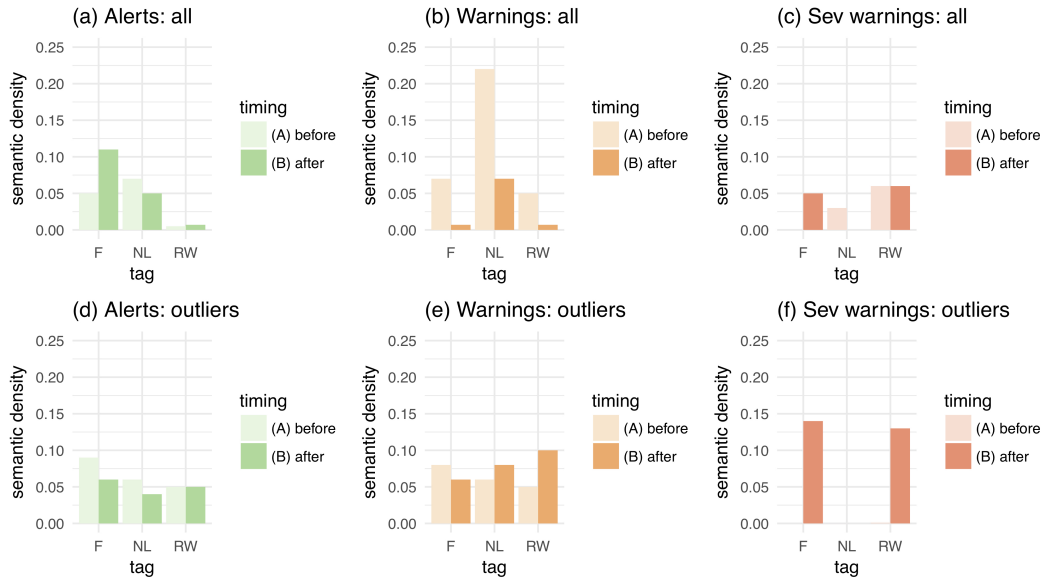 (a) Alerts: all
semantic density
0.25
0.20
0.15
0.10
0.05
0.00
F NL RW
tag
timing
(A) before
(B) after
(b) Warnings: all
semantic density
0.25
0.20
0.15
0.10
0.05
0.00
F NL RW
tag
timing
(A) before
(B) after
(c) Sev warnings: all
semantic density
0.25
0.20
0.15
0.10
0.05
0.00
F NL RW
tag
timing
(A) before
(B) after
(d) Alerts: outliers
semantic density
0.25
0.20
0.15
0.10
0.05
0.00
F NL RW
tag
timing
(A) before
(B) after
(e) Warnings: outliers
semantic density
0.25
0.20
0.15
0.10
0.05
0.00
F NL RW
tag
timing
(A) before
(B) after
(f) Sev warnings: outliers
semantic density
0.25
0.20
0.15
0.10
0.05
0.00
F NL RW
tag
timing
(A) before
(B) after